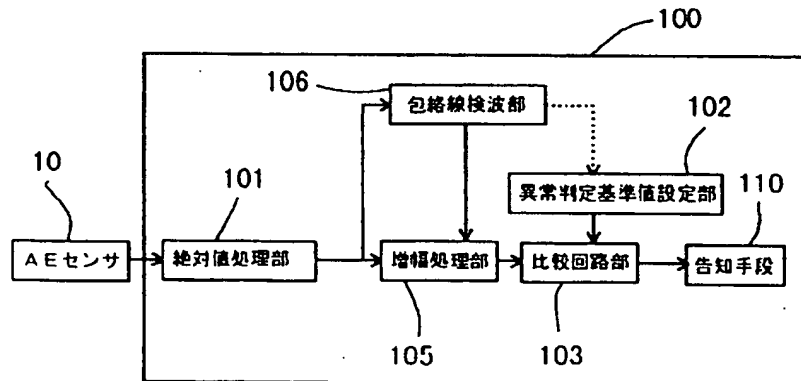 100
106
包絡線検波部
102
10
101
異常判定基準値設定部
110
AEセンサ
絶対値処理部
増幅処理部
比較回路部
告知手段
105
103